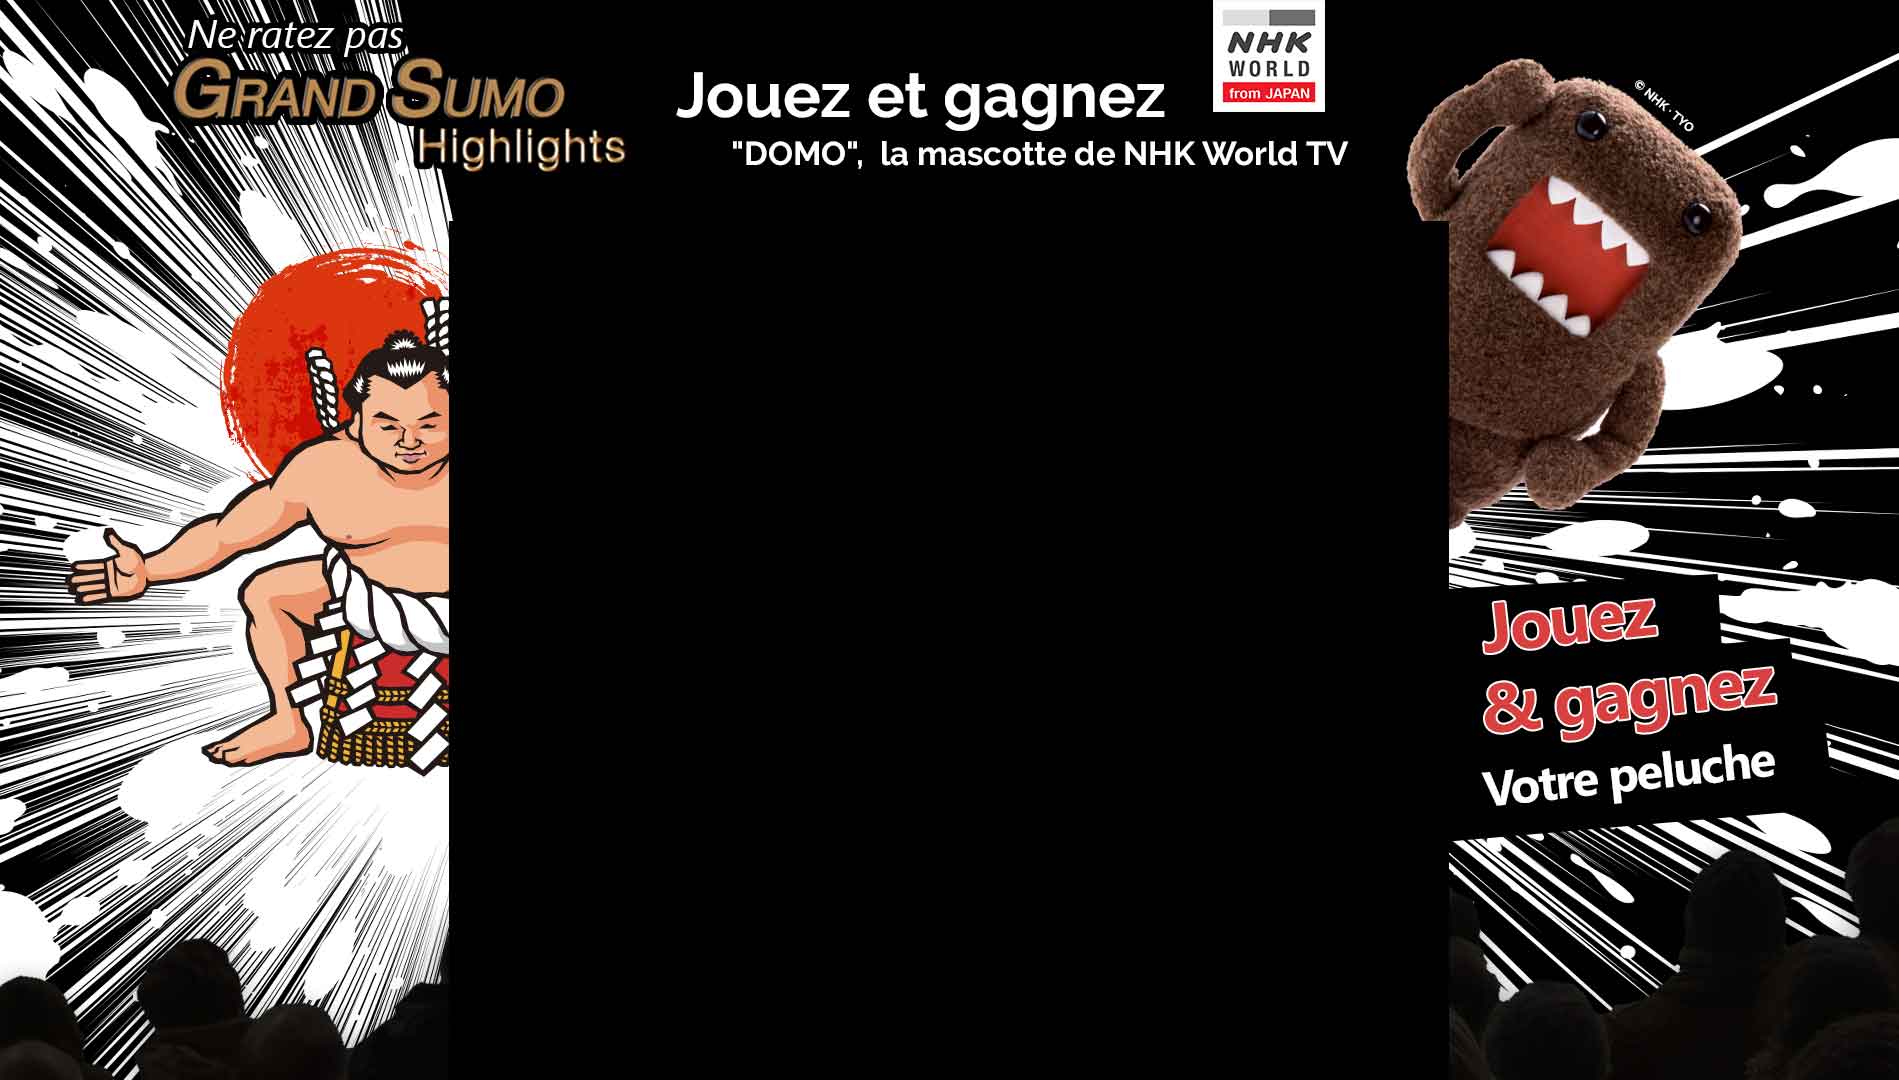 Ne ratez pas
GRAND SUMO
Highlights
Jouez et gagnez
"DOMO", la mascotte de NHK World TV
NHK
WORLD
from JAPAN
© NHK · TYO
Jouez
& gagnez
Votre peluche